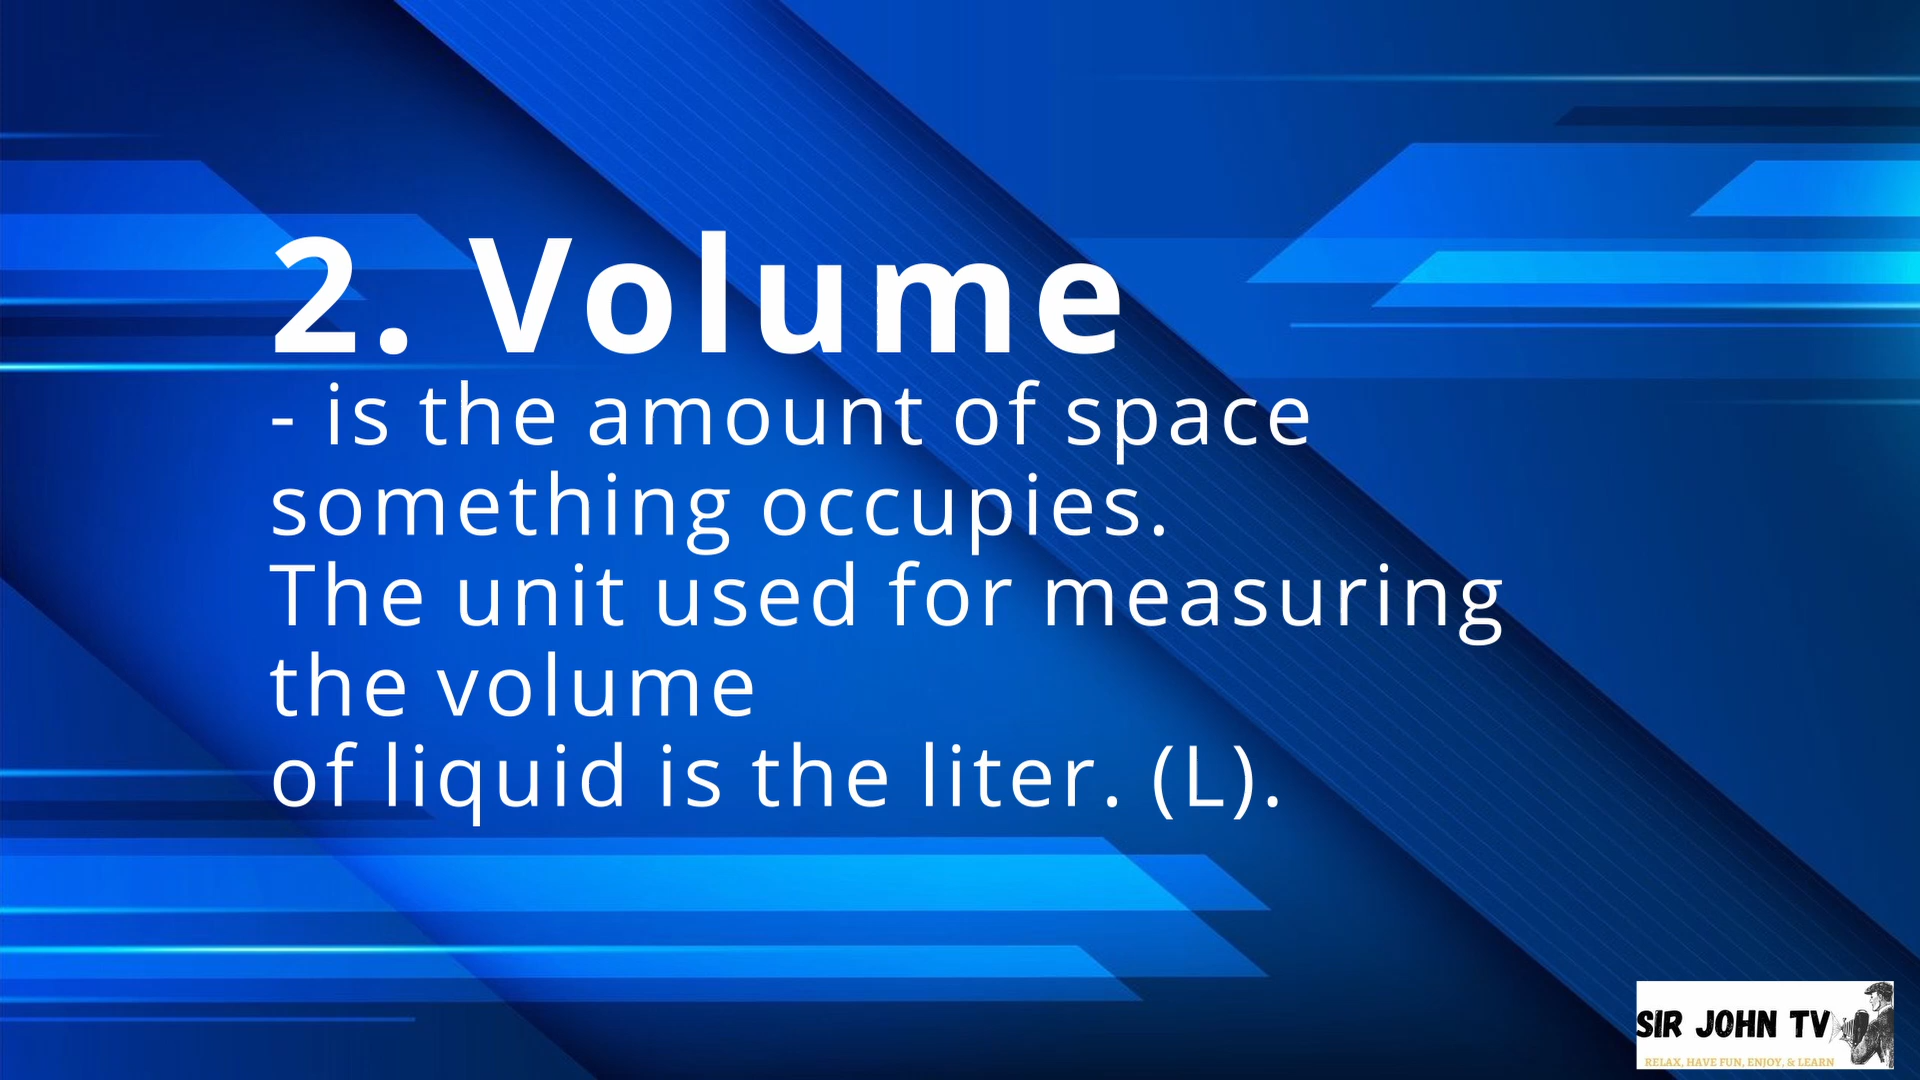 2. Volume
- is the amount of space
something occupies.
The unit used for measuring
the volume
of liquid is the liter. (L).
SIR JOHN TV
RELAX, HAVE FUN, ENJOY, & LEARN